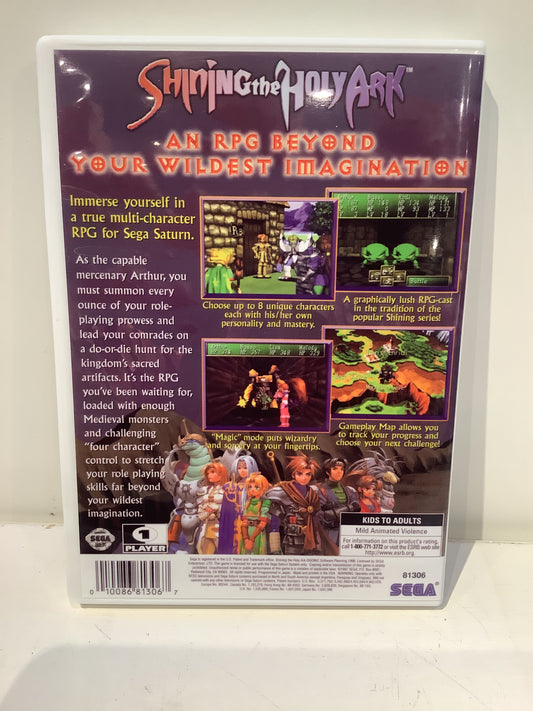 Shining the Holy Ark™
AN RPG BEYOND
YOUR WILDEST IMAGINATION
Immerse yourself in
a true multi-character
RPG for Sega Saturn.
As the capable
mercenary Arthur, you
must summon every
ounce of your role-
playing prowess and
lead your comrades on
a do-or-die hunt for the
kingdom's sacred
artifacts. It's the RPG
you've been waiting for,
loaded with enough
Medieval monsters
and challenging
"four character"
control to stretch
your role playing
skills far beyond
your wildest
imagination.
Choose up to 8 unique characters
each with his/her own
personality and mastery.
Melody
Battle
A graphically lush RPG-cast
in the tradition of the
popular Shining series!
Melody
"Magic" mode puts wizardry
and sorcery at your fingertips.
Gameplay Map allows you
to track your progress and
choose your next challenge!
SEGA SATURN
1
PLAYER
KIDS TO ADULTS
Mild Animated Violence
For information on this product's rating,
call 1-800-771-3772 or visit the ESRB web site
http://www.esrb.org.
0 10086 81306 7
81306
SEGA